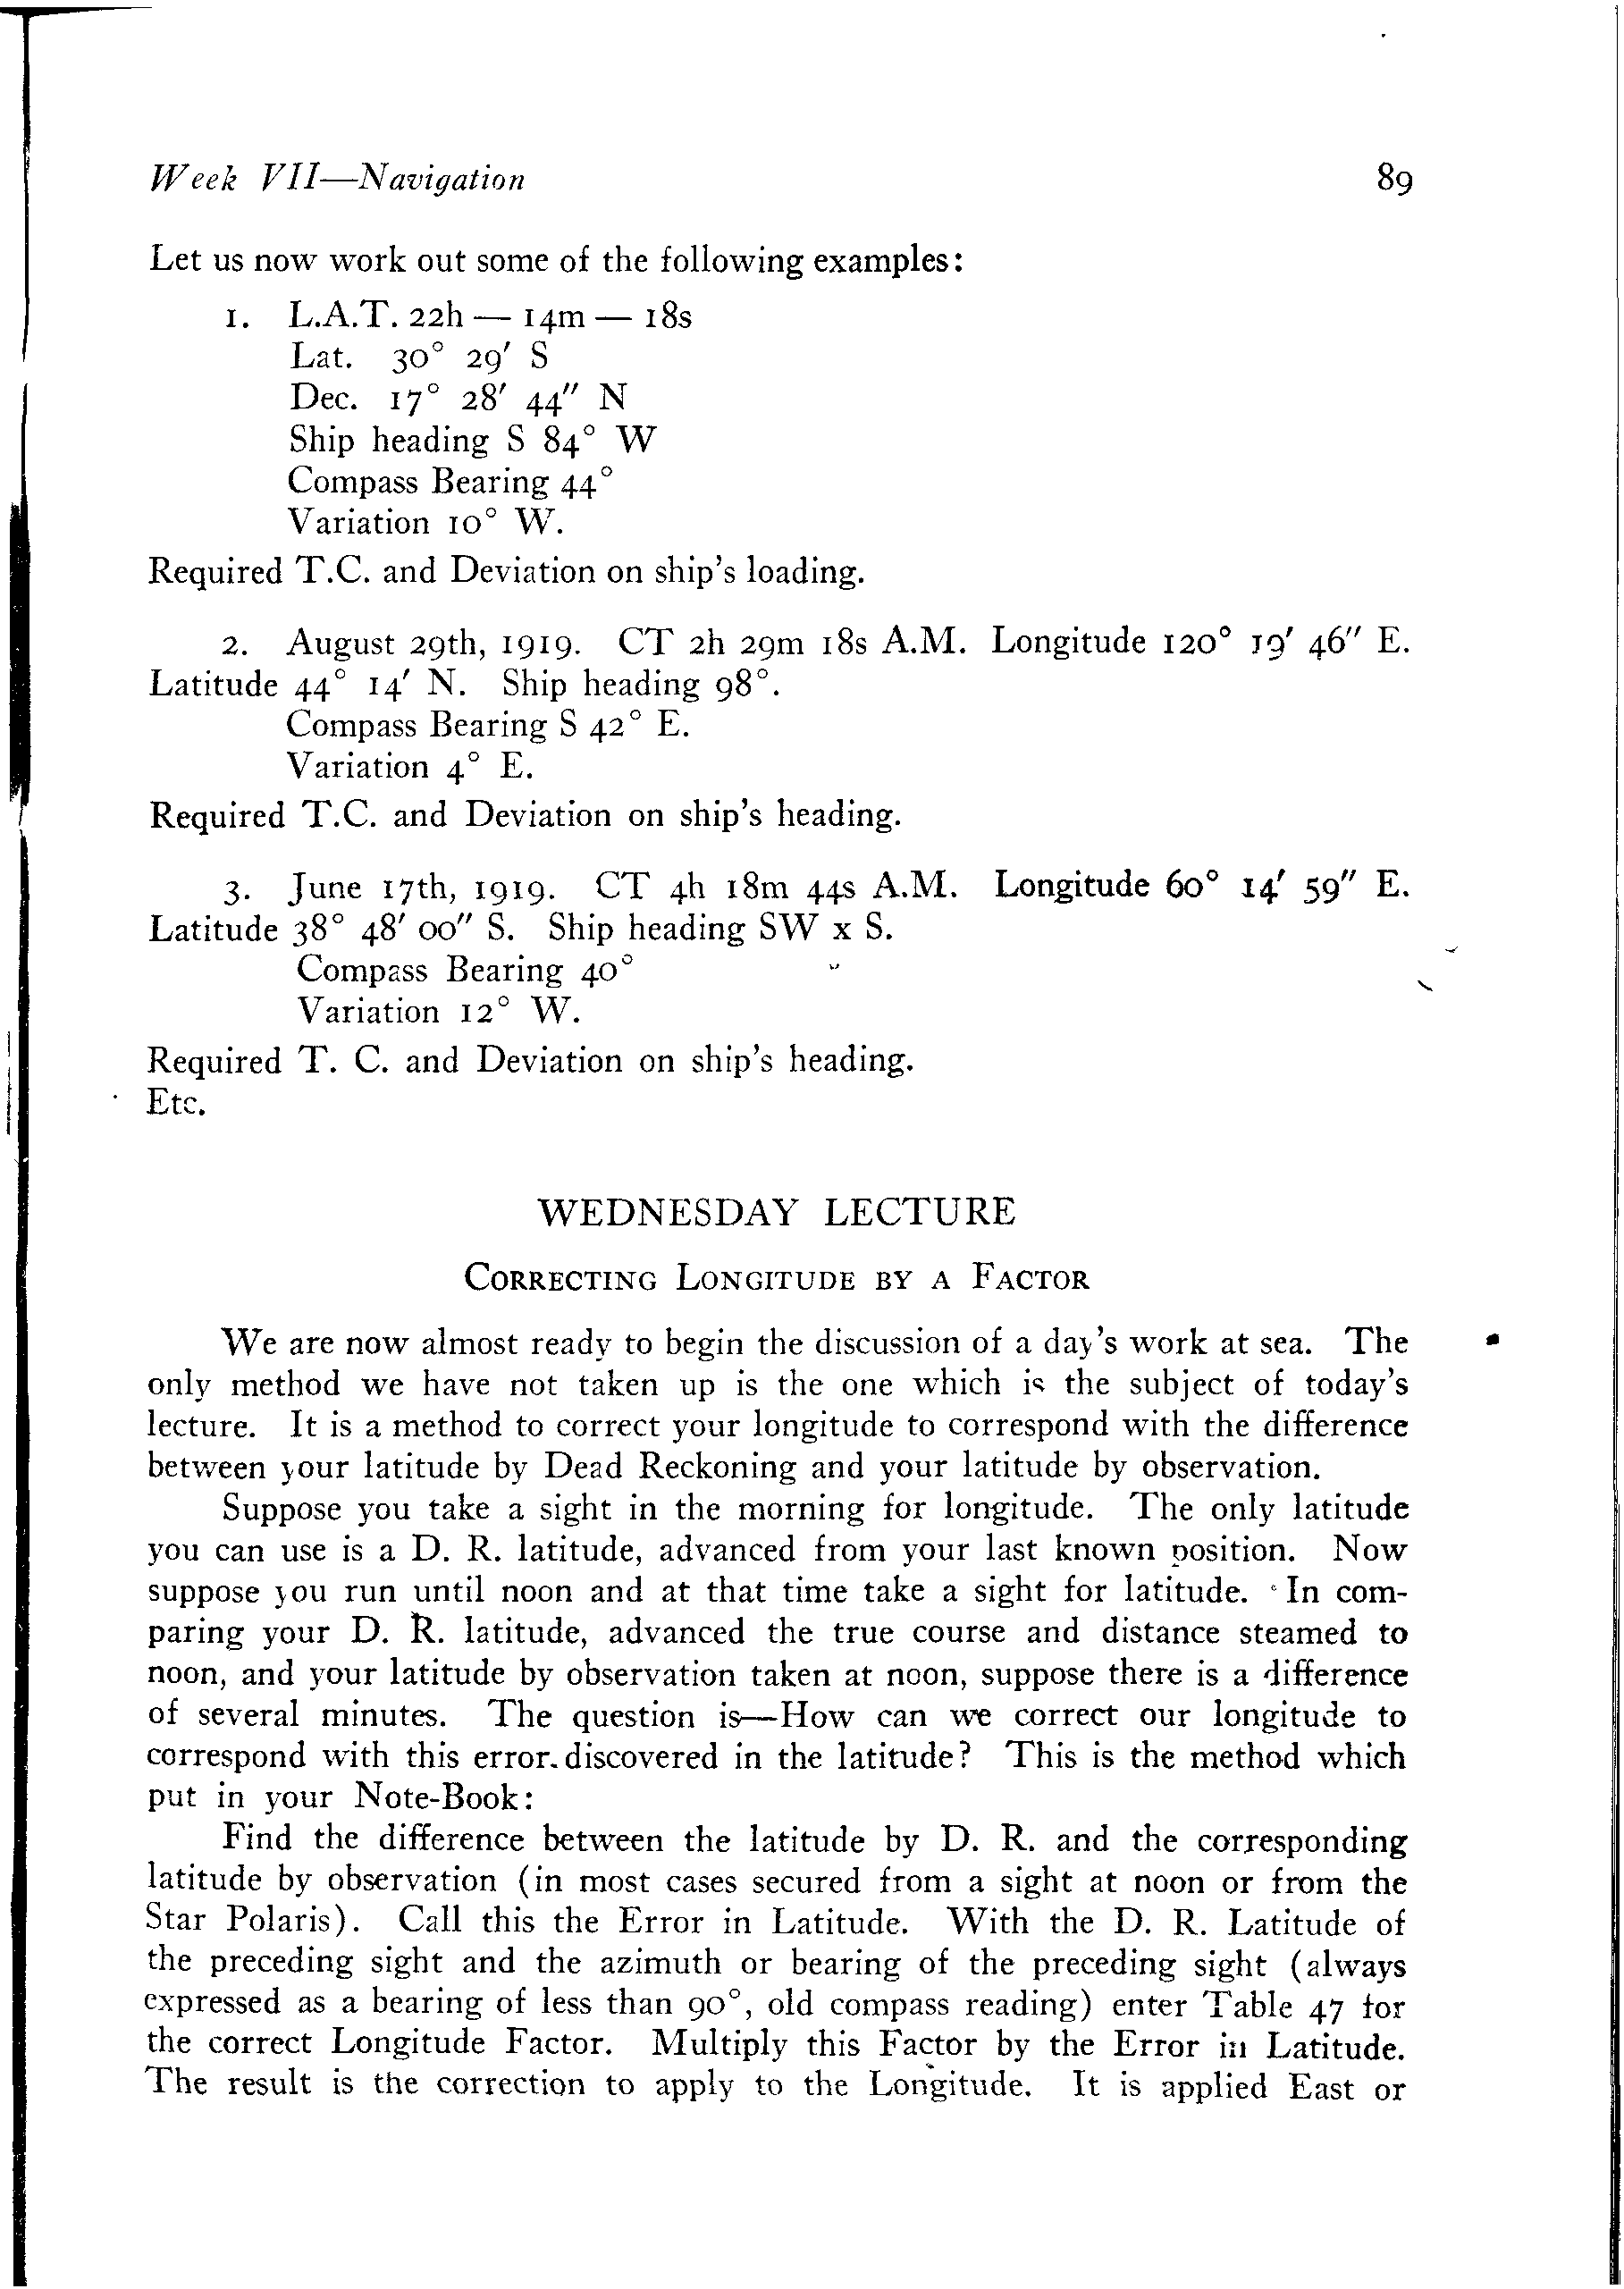 Week VII—Navigation 89
Let us now work out some of the following examples:
1. L.A.T. 22h — 14m — 18s
Lat. 30° 29′ S
Dec. 17° 28′ 44″ N
Ship heading S 84° W
Compass Bearing 44°
Variation 10° W.
Required T.C. and Deviation on ship's loading.
2. August 29th, 1919. CT 2h 29m 18s A.M. Longitude 120° 19′ 46″ E.
Latitude 44° 14′ N. Ship heading 98°.
Compass Bearing S 42° E.
Variation 4° E.
Required T.C. and Deviation on ship's heading.
3. June 17th, 1919. CT 4h 18m 44s A.M. Longitude 60° 14′ 59″ E.
Latitude 38° 48′ 00″ S. Ship heading SW x S.
Compass Bearing 40°
Variation 12° W.
Required T. C. and Deviation on ship's heading.
Etc.
WEDNESDAY LECTURE
CORRECTING LONGITUDE BY A FACTOR
We are now almost ready to begin the discussion of a day's work at sea. The
only method we have not taken up is the one which is the subject of today's
lecture. It is a method to correct your longitude to correspond with the difference
between your latitude by Dead Reckoning and your latitude by observation.
Suppose you take a sight in the morning for longitude. The only latitude
you can use is a D. R. latitude, advanced from your last known position. Now
suppose you run until noon and at that time take a sight for latitude. In com-
paring your D. R. latitude, advanced the true course and distance steamed to
noon, and your latitude by observation taken at noon, suppose there is a difference
of several minutes. The question is—How can we correct our longitude to
correspond with this error discovered in the latitude? This is the method which
put in your Note-Book:
Find the difference between the latitude by D. R. and the corresponding
latitude by observation (in most cases secured from a sight at noon or from the
Star Polaris). Call this the Error in Latitude. With the D. R. Latitude of
the preceding sight and the azimuth or bearing of the preceding sight (always
expressed as a bearing of less than 90°, old compass reading) enter Table 47 for
the correct Longitude Factor. Multiply this Factor by the Error in Latitude.
The result is the correction to apply to the Longitude. It is applied East or